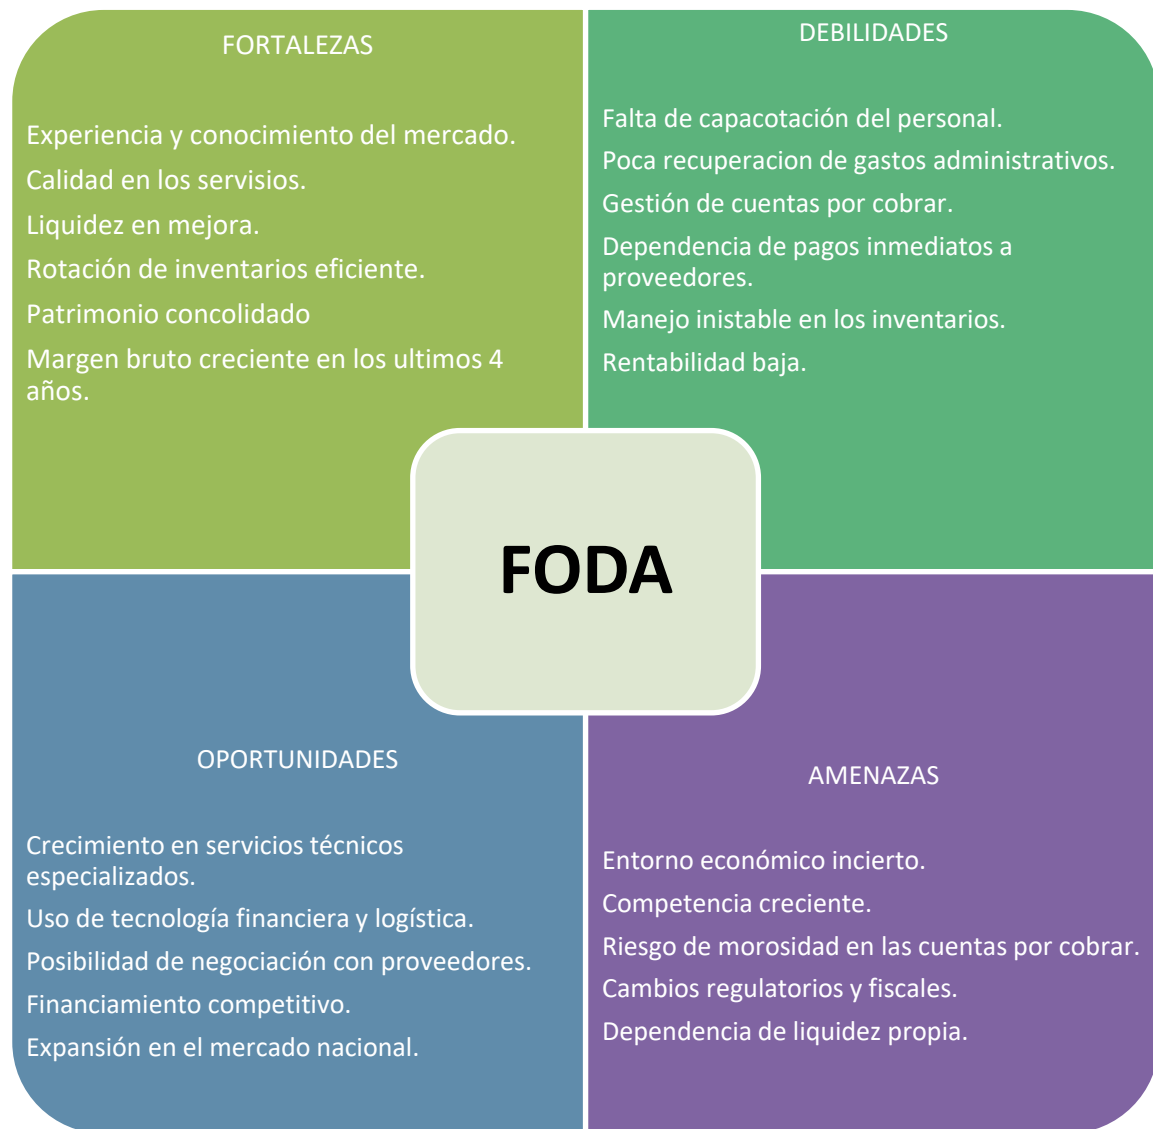 FORTALEZAS
Experiencia y conocimiento del mercado.
Calidad en los servisios.
Liquidez en mejora.
Rotación de inventarios eficiente.
Patrimonio concolidado
Margen bruto creciente en los ultimos 4
años.
DEBILIDADES
Falta de capacotación del personal.
Poca recuperacion de gastos administrativos.
Gestión de cuentas por cobrar.
Dependencia de pagos inmediatos a
proveedores.
Manejo inistable en los inventarios.
Rentabilidad baja.
FODA
OPORTUNIDADES
Crecimiento en servicios técnicos
especializados.
Uso de tecnología financiera y logística.
Posibilidad de negociación con proveedores.
Financiamiento competitivo.
Expansión en el mercado nacional.
AMENAZAS
Entorno económico incierto.
Competencia creciente.
Riesgo de morosidad en las cuentas por cobrar.
Cambios regulatorios y fiscales.
Dependencia de liquidez propia.